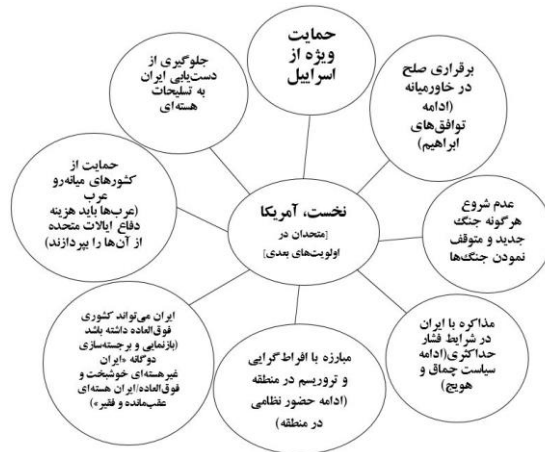 حمایت
ویژه از
اسراییل
برقراری صلح
در خاورمیانه
(ادامه
توافق‌های
ابراهیم)
عدم شروع
هرگونه جنگ
جدید و متوقف
نمودن جنگ‌ها
مذاکره با ایران
در شرایط فشار
حداکثری(ادامه
سیاست چماق و
هویج)
مبارزه با افراط‌گرایی
و تروریسم در منطقه
(ادامه حضور نظامی
در منطقه)
ایران می‌تواند کشوری
فوق‌العاده داشته باشد
(بازنمایی و برجسته‌سازی
دوگانه «ایران
غیرهسته‌ای خوشبخت و
فوق‌العاده/ایران هسته‌ای
عقب‌مانده و فقیر»)
حمایت از
کشورهای میانه‌رو
عرب
(عرب‌ها باید هزینه
دفاع ایالات متحده
از آن‌ها را بپردازند)
جلوگیری از
دست‌یابی ایران
به تسلیحات
هسته‌ای
نخست، آمریکا
[متحدان در
اولویت‌های بعدی]